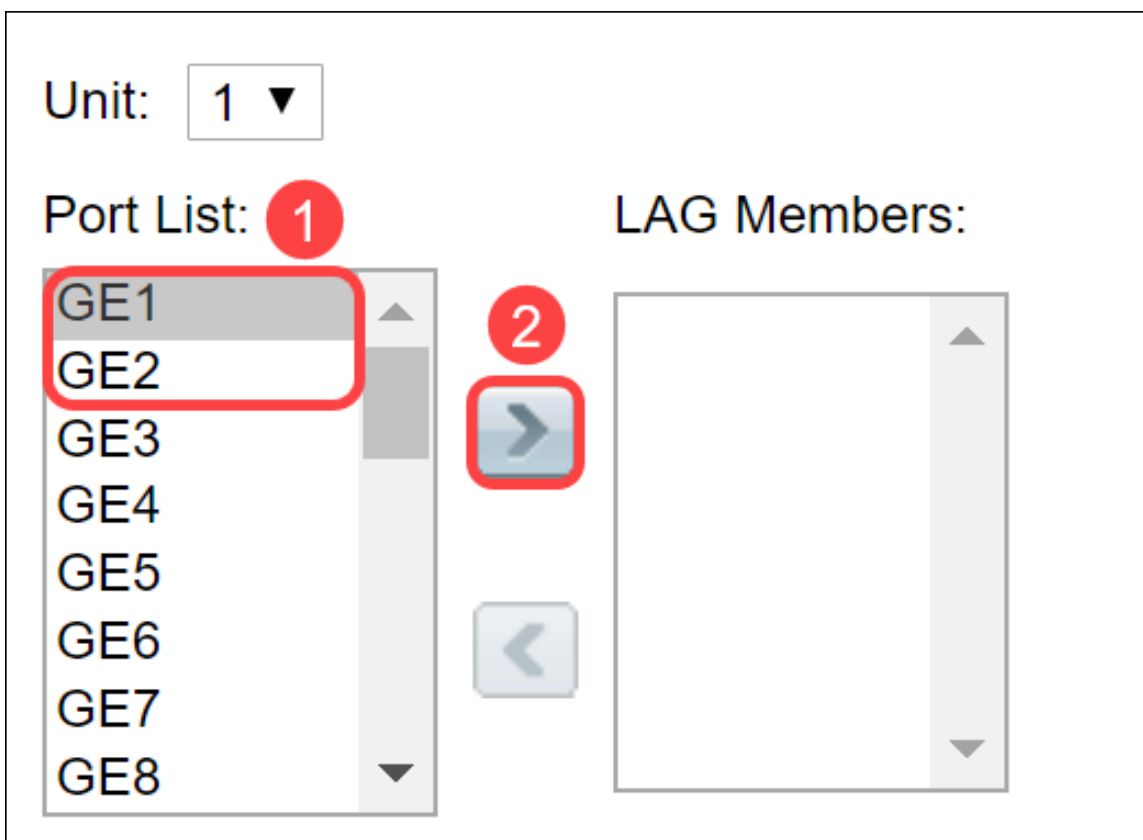 Unit: 1 ▼
Port List: 1
LAG Members:
GE1
2
GE2
GE3
GE4
GE5
GE6
GE7
GE8